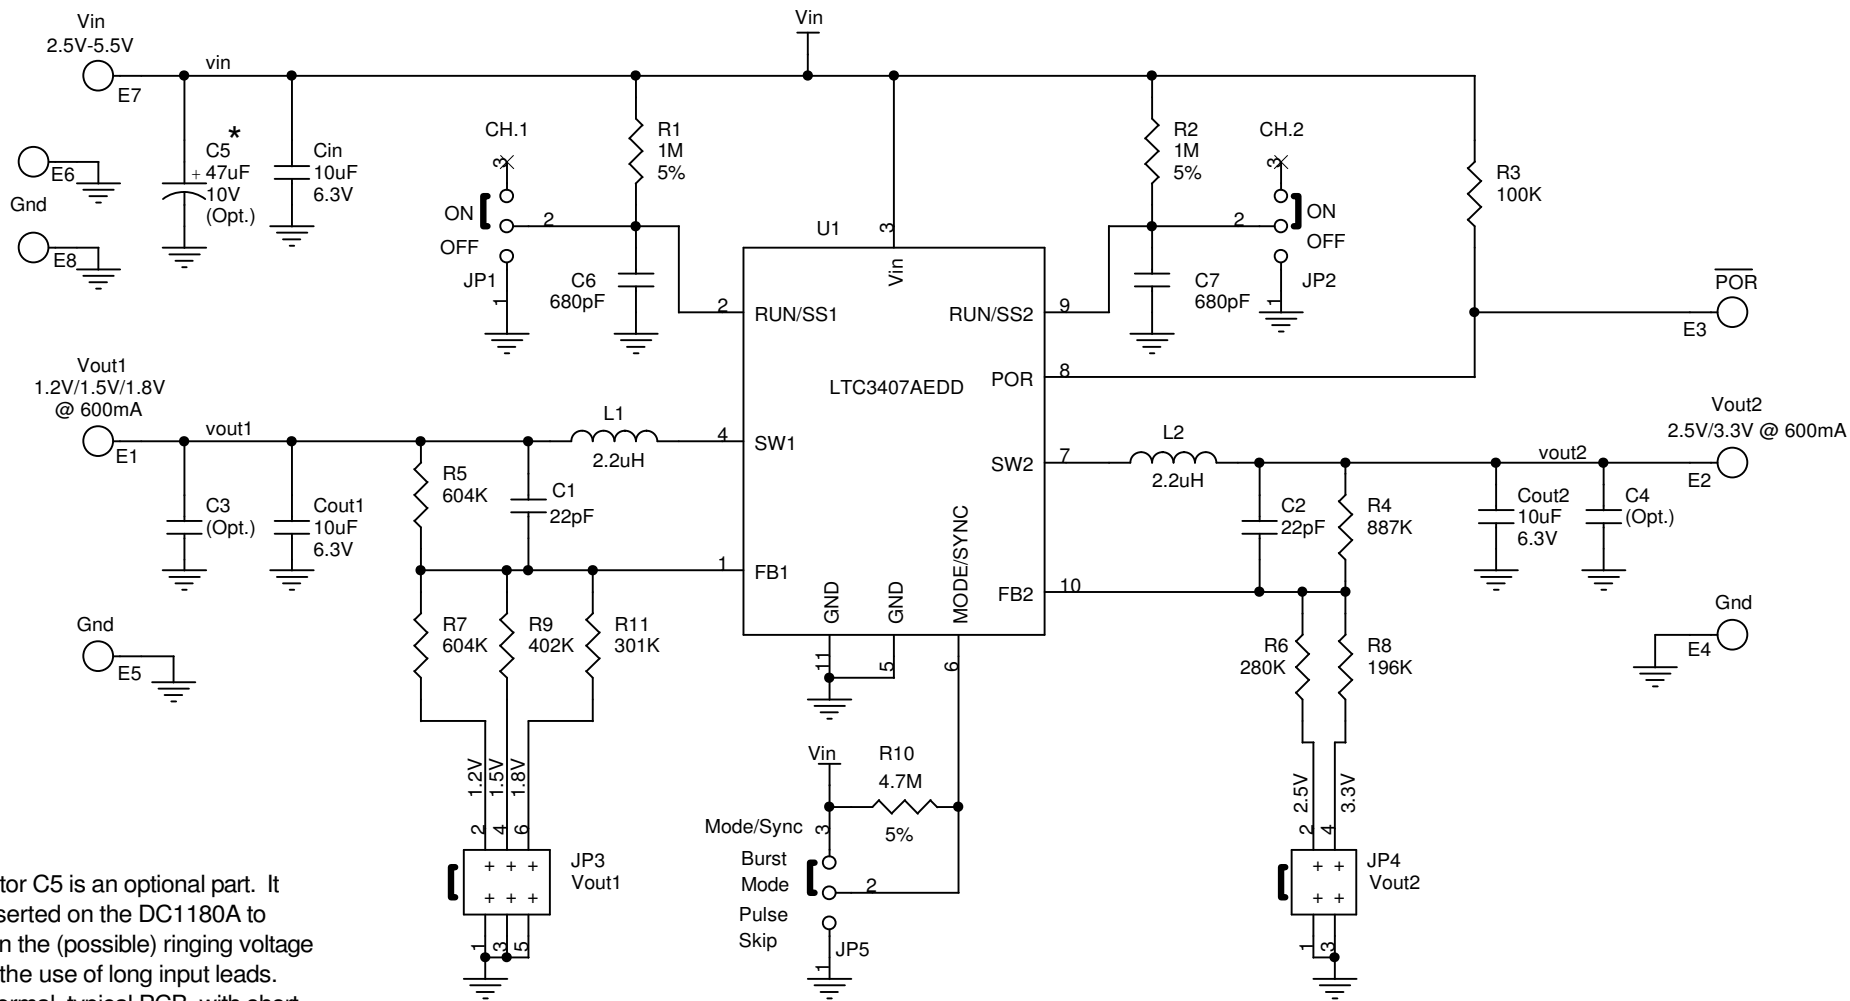 Vin
2.5V-5.5V
E7
vin
Vin
E6
Gnd
E8
*
C5
+ 47uF
10V
(Opt.)
Cin
10uF
6.3V
CH.1
3
ON
OFF
2
JP1
1
R1
1M
5%
C6
680pF
U1
3
Vin
2
RUN/SS1
RUN/SS2
9
LTC3407AEDD
POR
8
4
SW1
SW2
7
1
FB1
FB2
10
GND
GND
MODE/SYNC
11
5
6
R2
1M
5%
CH.2
3
ON
OFF
2
JP2
1
C7
680pF
R3
100K
POR
E3
Vout1
1.2V/1.5V/1.8V
@ 600mA
E1
vout1
L1
2.2uH
R5
604K
C1
22pF
C3
(Opt.)
Cout1
10uF
6.3V
Gnd
E5
R7
604K
R9
402K
R11
301K
1.2V
1.5V
1.8V
2
4
6
+ + +
+ + +
JP3
Vout1
1
3
5
Vin
R10
4.7M
5%
Mode/Sync
3
Burst
Mode
2
Pulse
Skip
JP5
1
L2
2.2uH
Vout2
2.5V/3.3V @ 600mA
vout2
E2
C2
22pF
R4
887K
Cout2
10uF
6.3V
C4
(Opt.)
Gnd
E4
R6
280K
R8
196K
2.5V
3.3V
2
4
+ +
+ +
JP4
Vout2
1
3
tor C5 is an optional part. It
serted on the DC1180A to
n the (possible) ringing voltage
the use of long input leads.
ormal, typical PCB, with short